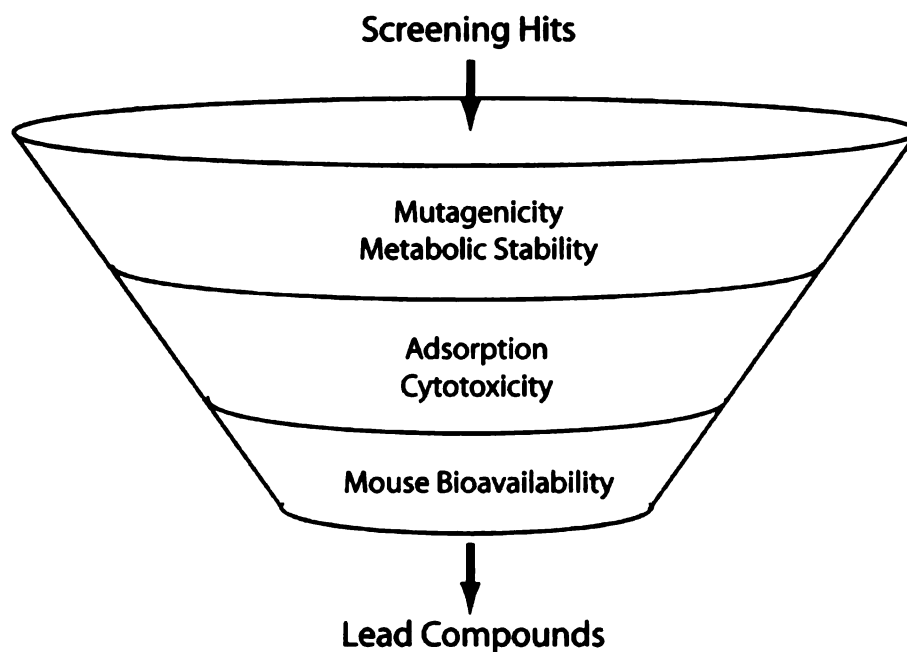 Screening Hits
Mutagenicity
Metabolic Stability
Adsorption
Cytotoxicity
Mouse Bioavailability
Lead Compounds